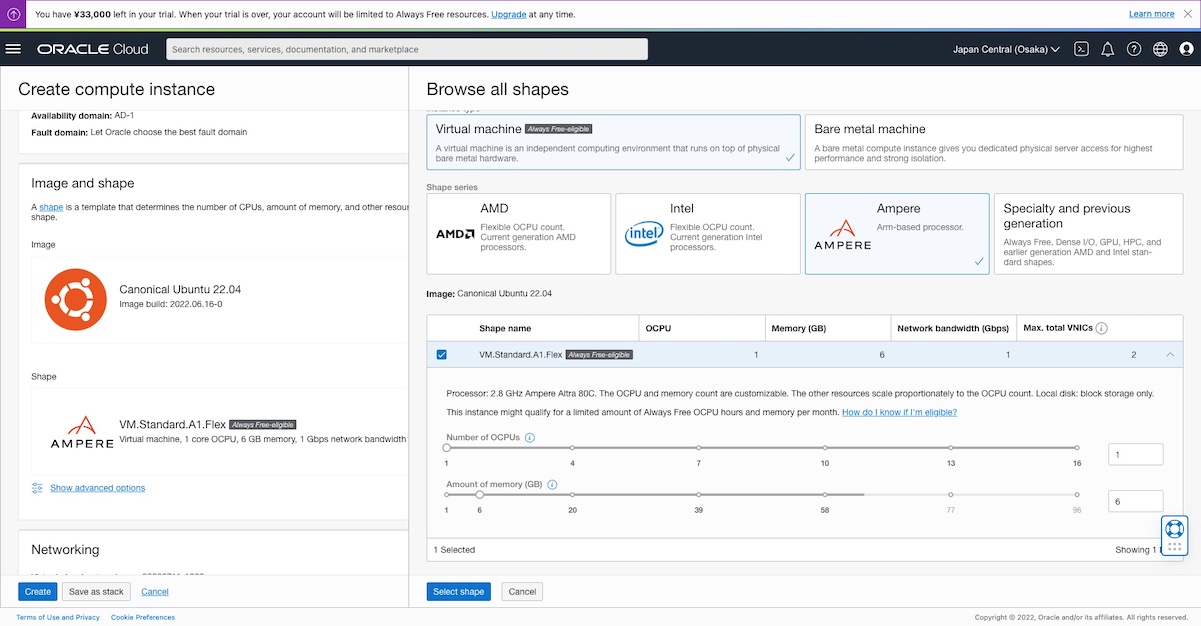 You have ¥33,000 left in your trial. When your trial is over, your account will be limited to Always Free resources. Upgrade at any time.
Learn more
ORACLE Cloud
Search resources, services, documentation, and marketplace
Japan Central (Osaka)
Create compute instance
Availability domain: AD-1
Fault domain: Let Oracle choose the best fault domain
Image and shape
A shape is a template that determines the number of CPUs, amount of memory, and other resour
shape.
Image
Canonical Ubuntu 22.04
Image build: 2022.06.16-0
Shape
AMPERE
VM.Standard.A1.Flex Always Free-eligible
Virtual machine, 1 core OCPU, 6 GB memory, 1 Gbps network bandwidth
Show advanced options
Networking
Create
Save as stack
Cancel
Browse all shapes
Instance type
Virtual machine Always Free-eligible
A virtual machine is an independent computing environment that runs on top of physical
bare metal hardware.
Bare metal machine
A bare metal compute instance gives you dedicated physical server access for highest
performance and strong isolation.
Shape series
AMD
AMD
Flexible OCPU count.
Current generation AMD
processors.
intel
Intel
Flexible OCPU count.
Current generation Intel
processors.
AMPERE
Ampere
Arm-based processor.
Specialty and previous
generation
Always Free, Dense I/O, GPU, HPC, and
earlier generation AMD and Intel stan-
dard shapes.
Image: Canonical Ubuntu 22.04
Shape name OCPU Memory (GB) Network bandwidth (Gbps) Max. total VNICs
VM.Standard.A1.Flex Always Free-eligible 1 6 1 2
Processor: 2.8 GHz Ampere Altra 80C. The OCPU and memory count are customizable. The other resources scale proportionately to the OCPU count. Local disk: block storage only.
This instance might qualify for a limited amount of Always Free OCPU hours and memory per month. How do I know if I'm eligible?
Number of OCPUs
1 4 7 10 13 16
1
Amount of memory (GB)
1 6 20 39 58 77 96
6
1 Selected
Showing 1
Select shape
Cancel
Terms of Use and Privacy
Cookie Preferences
Copyright © 2022, Oracle and/or its affiliates. All rights reserved.